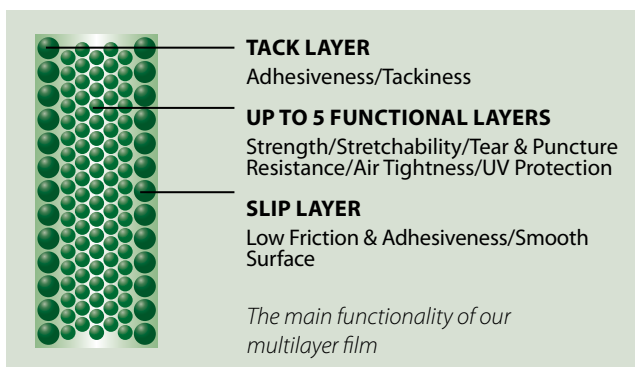 TACK LAYER
Adhesiveness/Tackiness
UP TO 5 FUNCTIONAL LAYERS
Strength/Stretchability/Tear & Puncture
Resistance/Air Tightness/UV Protection
SLIP LAYER
Low Friction & Adhesiveness/Smooth
Surface
The main functionality of our
multilayer film